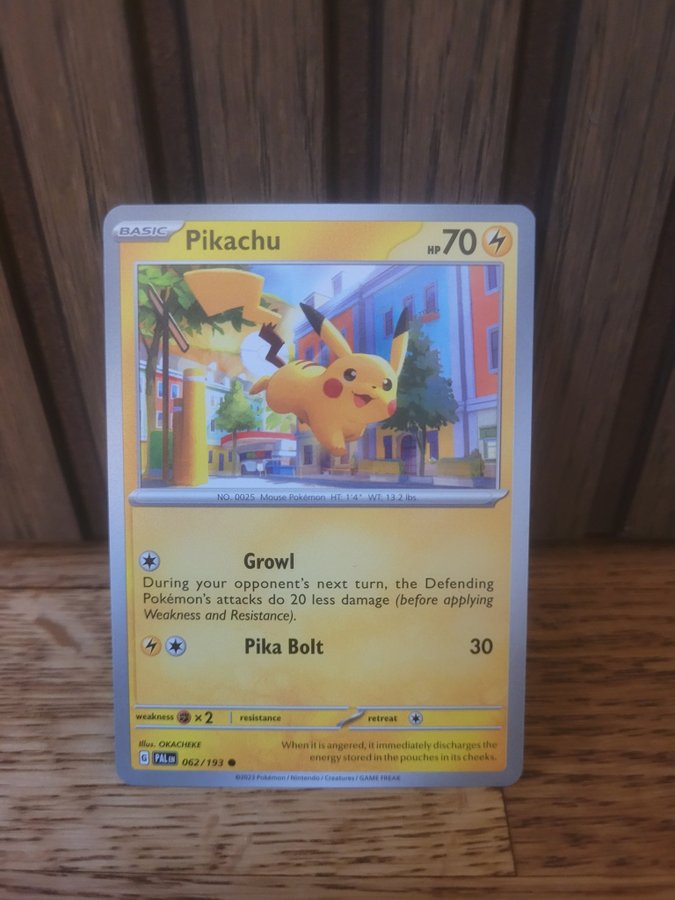 BASIC Pikachu HP 70
NO. 0025 Mouse Pokémon HT: 1'4" WT: 13.2 lbs.
Growl
During your opponent's next turn, the Defending
Pokémon's attacks do 20 less damage (before applying
Weakness and Resistance).
Pika Bolt 30
weakness ×2 resistance retreat
Illus. OKACHEKE
When it is angered, it immediately discharges the
energy stored in the pouches in its cheeks.
G PAL EN 062/193
©2023 Pokémon / Nintendo / Creatures / GAME FREAK